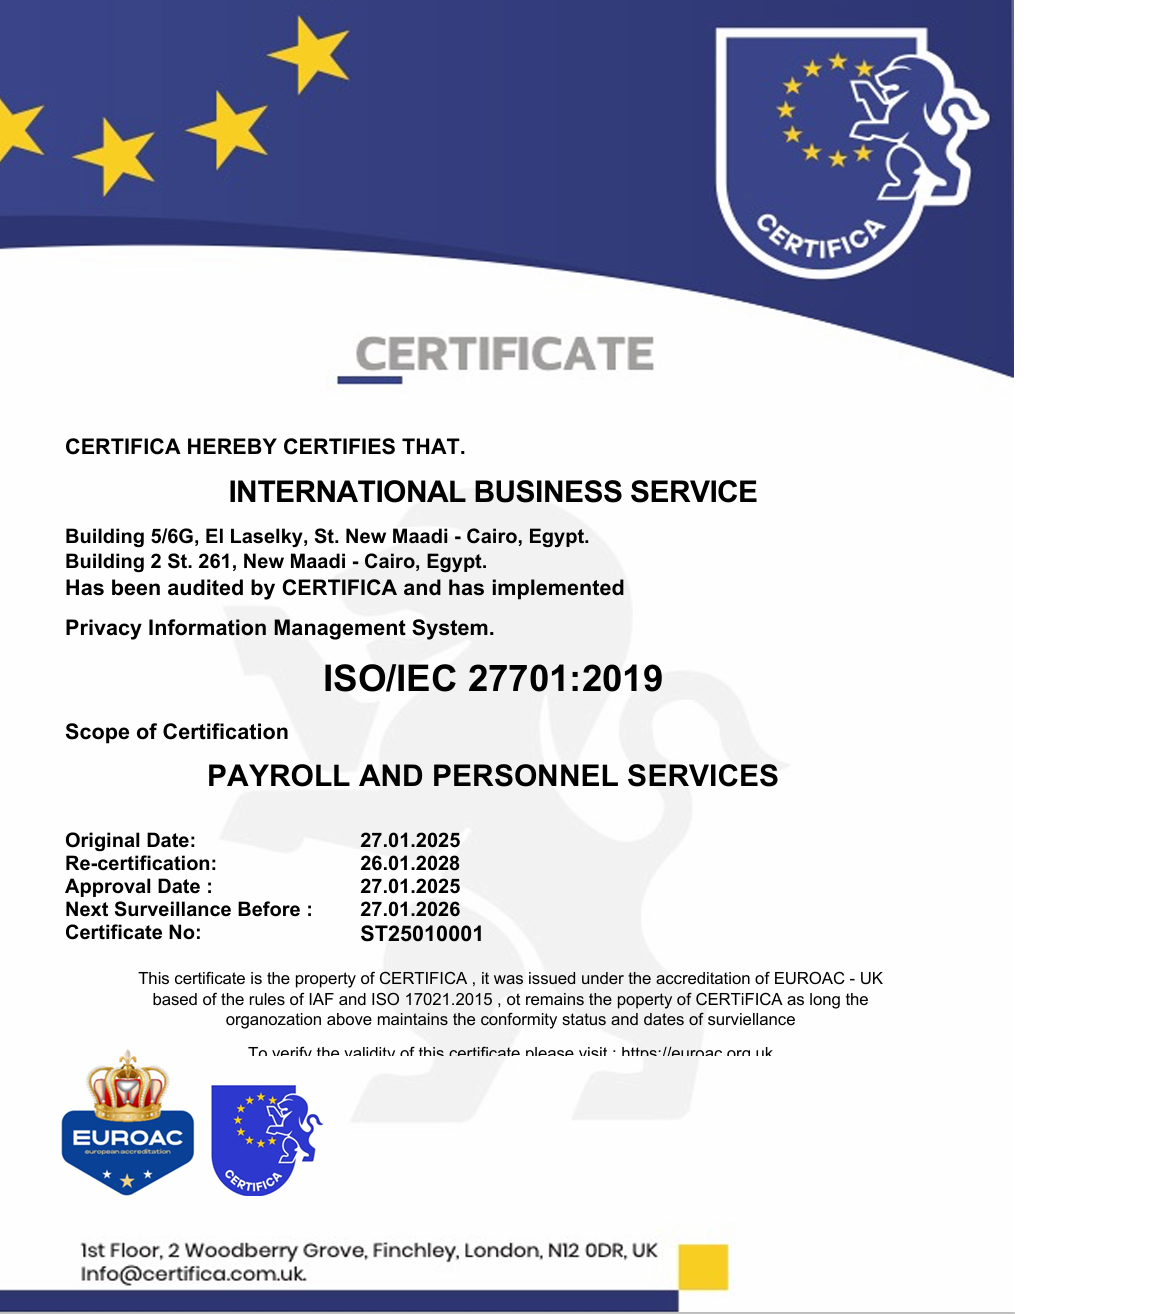 CERTIFICA
CERTIFICATE
CERTIFICA HEREBY CERTIFIES THAT.
INTERNATIONAL BUSINESS SERVICE
Building 5/6G, El Laselky, St. New Maadi - Cairo, Egypt.
Building 2 St. 261, New Maadi - Cairo, Egypt.
Has been audited by CERTIFICA and has implemented
Privacy Information Management System.
ISO/IEC 27701:2019
Scope of Certification
PAYROLL AND PERSONNEL SERVICES
Original Date: 27.01.2025
Re-certification: 26.01.2028
Approval Date : 27.01.2025
Next Surveillance Before : 27.01.2026
Certificate No: ST25010001
This certificate is the property of CERTIFICA , it was issued under the accreditation of EUROAC - UK
based of the rules of IAF and ISO 17021.2015 , ot remains the poperty of CERTiFICA as long the
organozation above maintains the conformity status and dates of surviellance
To verify the validity of this certificate please visit : https://euroac.org.uk
EUROAC
european accreditation
CERTIFICA
1st Floor, 2 Woodberry Grove, Finchley, London, N12 0DR, UK
Info@certifica.com.uk.